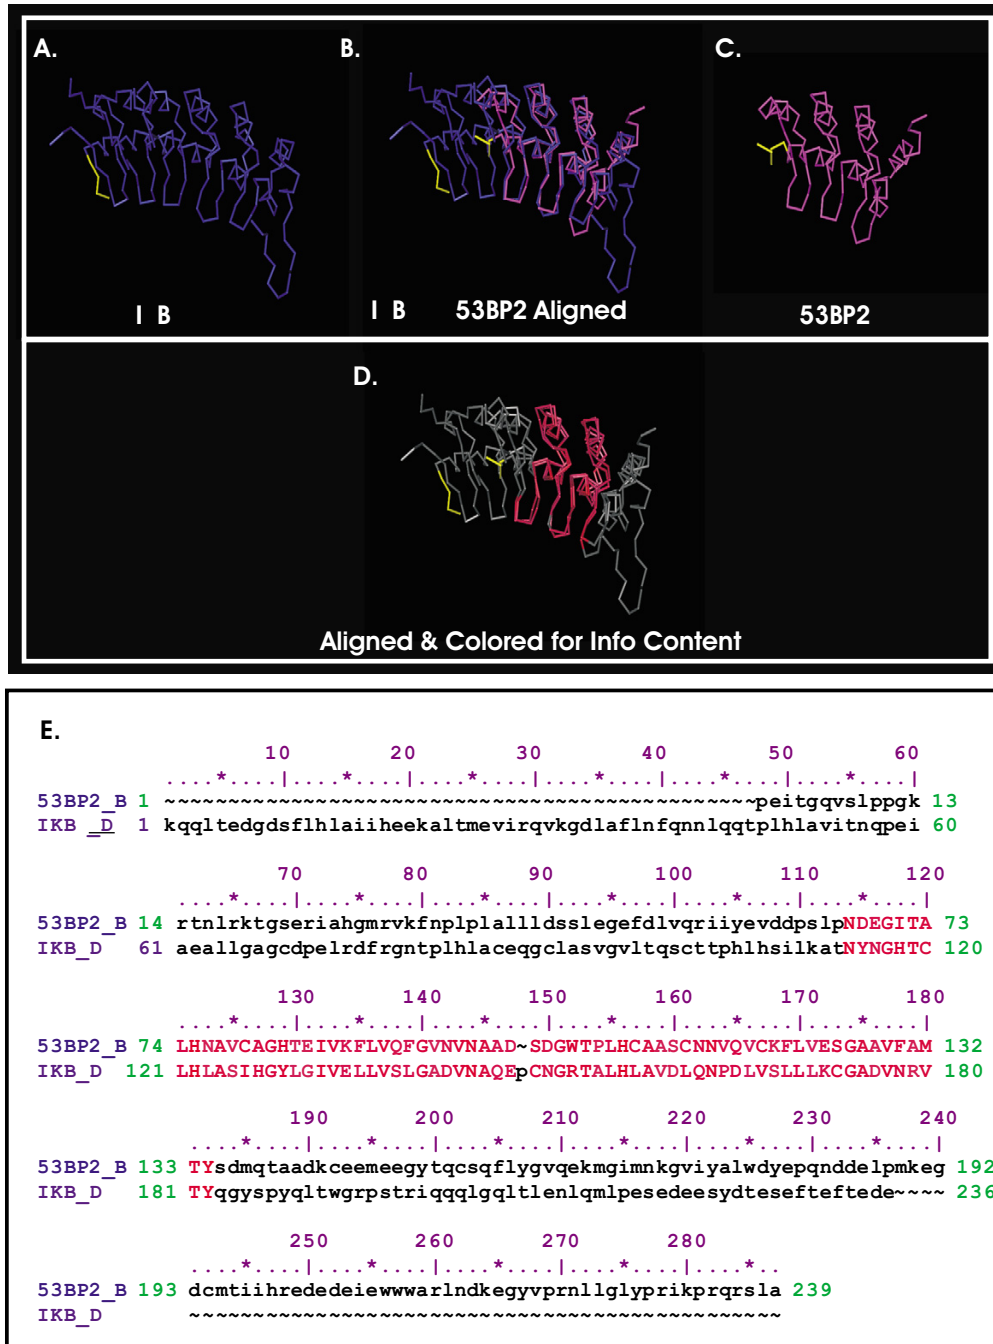 A.
B.
C.
I B
I B 53BP2 Aligned
53BP2
D.
Aligned & Colored for Info Content
E.
10 20 30 40 50 60
....*....|....*....|....*....|....*....|....*....|....*....|
53BP2_B 1 ~~~~~~~~~~~~~~~~~~~~~~~~~~~~~~~~~~~~~~~~~~~~~~~peitgqvslppgk 13
IKB _D 1 kqqltedgdsflhlaiiheekaltmevirqvkgdlaflnfqnnlqqtplhlavitnqpei 60
70 80 90 100 110 120
....*....|....*....|....*....|....*....|....*....|....*....|
53BP2_B 14 rtnlrktgseriahgmrvkfnplplalllDsslegefdlvqriiyevddpslpNDEGITA 73
IKB_D 61 aeallgagcdpelrdfrgntplhlaceqgclasvgvltqscttphlhsilkatNYNGHTC 120
130 140 150 160 170 180
....*....|....*....|....*....|....*....|....*....|....*....|
53BP2_B 74 LHNAVCAGHTEIVKFLVQFGVNVNAAD~SDGWTPLHCAASCNNVQVCKFLVESGAAVFAM 132
IKB_D 121 LHLASIHGYLGIVELLVSLGADVNAQEpCNGRTALHLAVDLQNPDLVSLLLKCGADVNRV 180
190 200 210 220 230 240
....*....|....*....|....*....|....*....|....*....|....*....|
53BP2_B 133 TYsdmqtaadkceemeegytqcsqflygvqekmgimnkgviyalwdyepqnddelpmkeg 192
IKB_D 181 TYqgyspyqltwgrpstriqqqlgqltlenlqmlpesedeesydtesefteftede~~~~ 236
250 260 270 280
....*....|....*....|....*....|....*....|....*..
53BP2_B 193 dcmtiihrededeiewwwarlndkegyvprnllglyprikprqrsla 239
IKB_D ~~~~~~~~~~~~~~~~~~~~~~~~~~~~~~~~~~~~~~~~~~~~~~~